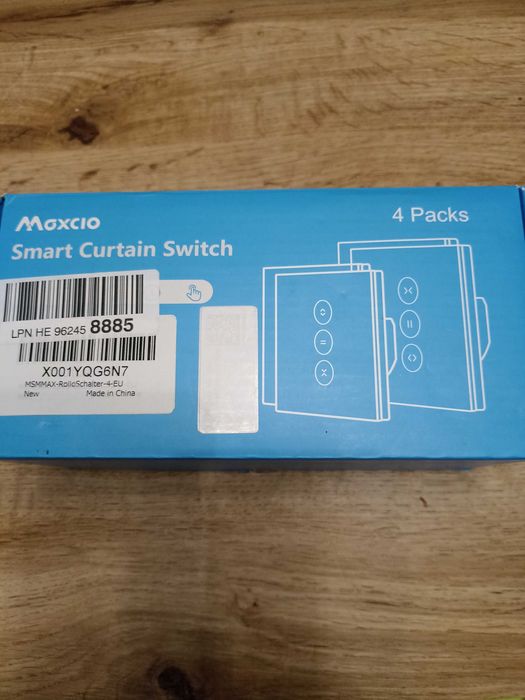 Moxcio
4 Packs
Smart Curtain Switch
LPN HE 96245 8885
X001YQG6N7
MSMMAX-RolloSchalter-4-EU
New Made in China